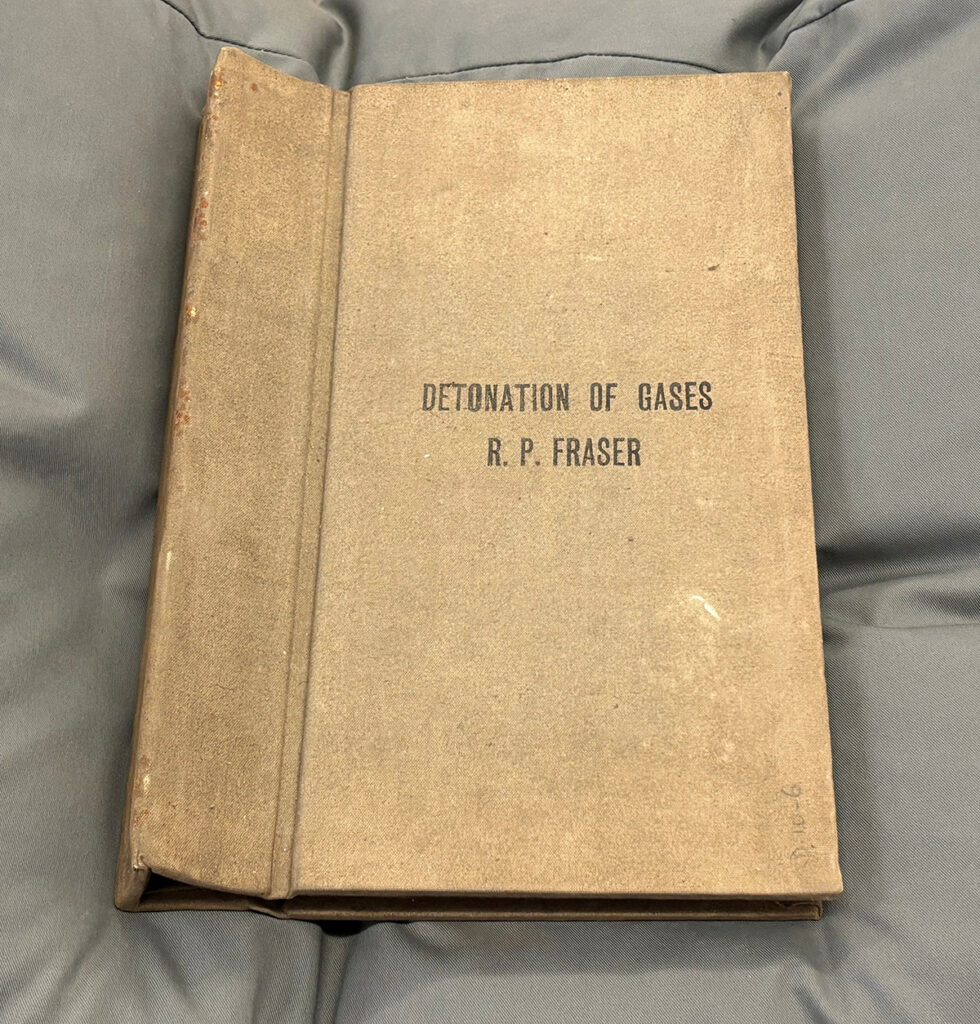 DETONATION OF GASES
R. P. FRASER